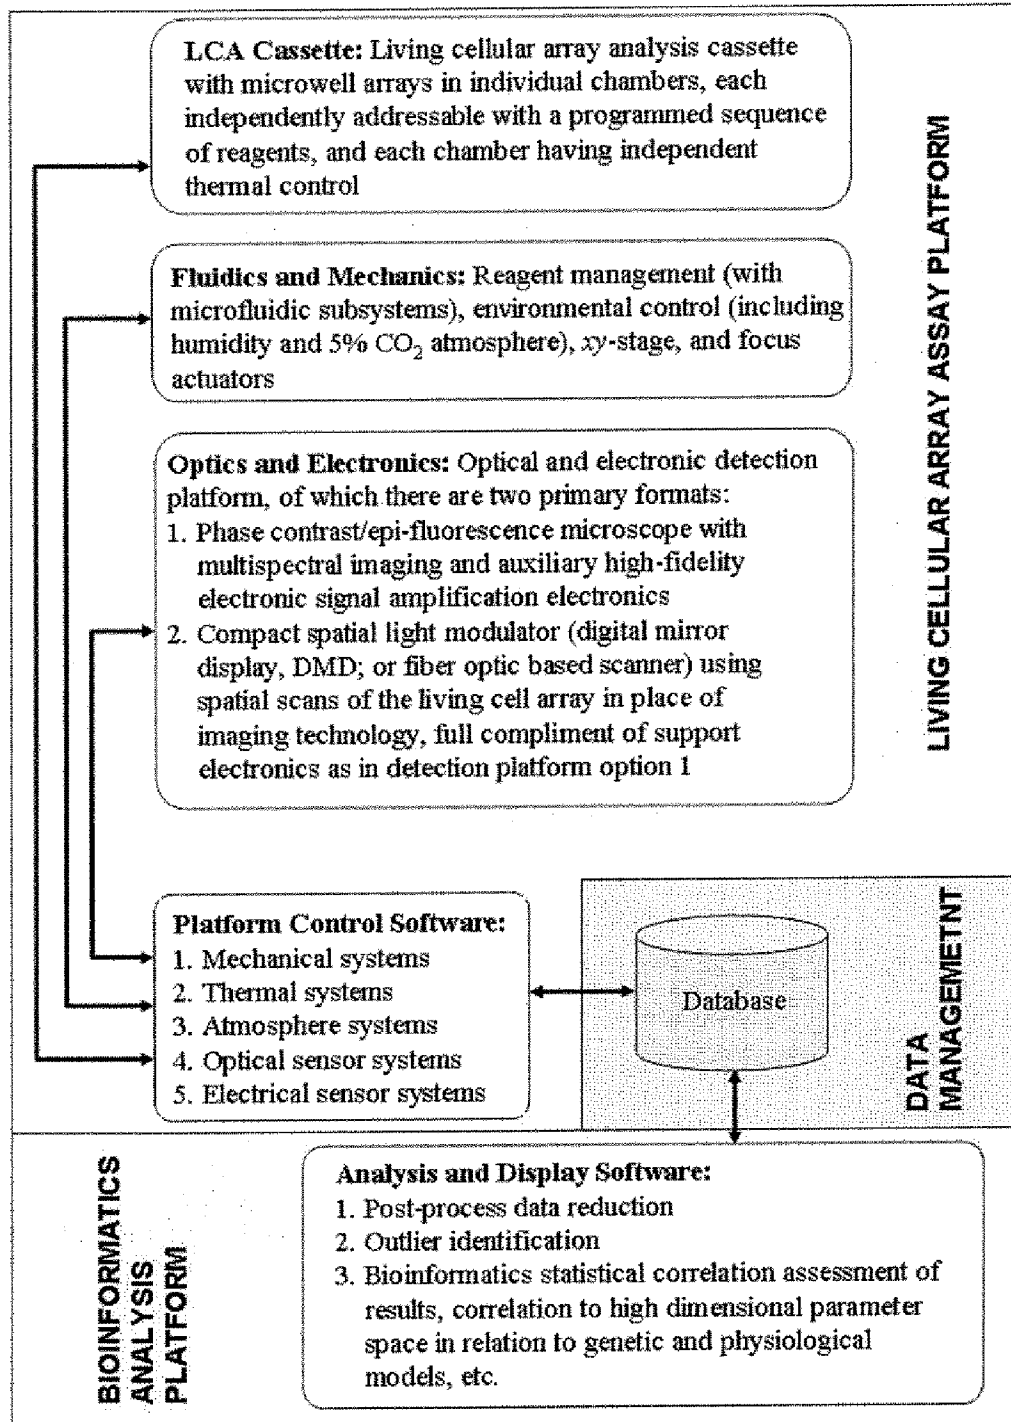 LCA Cassette: Living cellular array analysis cassette
with microwell arrays in individual chambers, each
independently addressable with a programmed sequence
of reagents, and each chamber having independent
thermal control
Fluidics and Mechanics: Reagent management (with
microfluidic subsystems), environmental control (including
humidity and 5% CO₂ atmosphere), xy-stage, and focus
actuators
Optics and Electronics: Optical and electronic detection
platform, of which there are two primary formats:
1. Phase contrast/epi-fluorescence microscope with
multispectral imaging and auxiliary high-fidelity
electronic signal amplification electronics
2. Compact spatial light modulator (digital mirror
display, DMD; or fiber optic based scanner) using
spatial scans of the living cell array in place of
imaging technology, full compliment of support
electronics as in detection platform option 1
LIVING CELLULAR ARRAY ASSAY PLATFORM
Platform Control Software:
1. Mechanical systems
2. Thermal systems
3. Atmosphere systems
4. Optical sensor systems
5. Electrical sensor systems
Database
DATA
MANAGEMETNT
BIOINFORMATICS
ANALYSIS
PLATFORM
Analysis and Display Software:
1. Post-process data reduction
2. Outlier identification
3. Bioinformatics statistical correlation assessment of
results, correlation to high dimensional parameter
space in relation to genetic and physiological
models, etc.